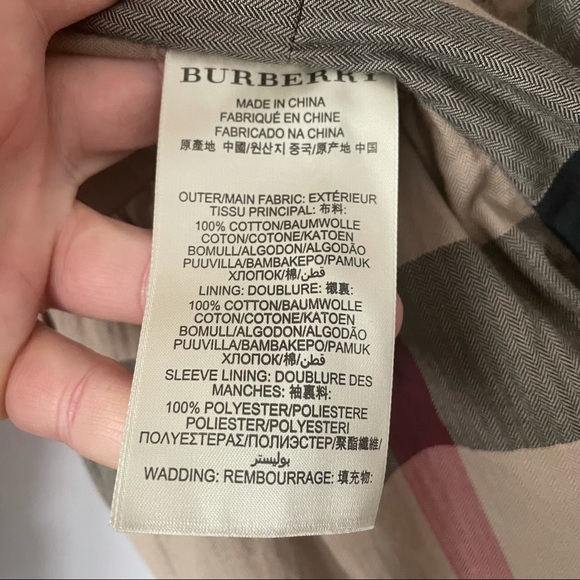 BURBERRY
MADE IN CHINA
FABRIQUÉ EN CHINE
FABRICADO NA CHINA
原產地 中國/원산지 중국/原产地 中国
OUTER/MAIN FABRIC: EXTÉRIEUR
TISSU PRINCIPAL: 布料:
100% COTTON/BAUMWOLLE
COTON/COTONE/KATOEN
BOMULL/ALGODON/ALGODÃO
PUUVILLA/BAMBAKEPO/PAMUK
ХЛОПОК/棉/قطن
LINING: DOUBLURE: 襯裏:
100% COTTON/BAUMWOLLE
COTON/COTONE/KATOEN
BOMULL/ALGODON/ALGODÃO
PUUVILLA/BAMBAKEPO/PAMUK
ХЛОПОК/棉/قطن
SLEEVE LINING: DOUBLURE DES
MANCHES: 袖裏料:
100% POLYESTER/POLIESTERE
POLIESTER/POLIESTERI
ΠΟΛΥΕΣΤΕΡΑΣ/ПОЛИЭСТЕР/聚酯纖維/
بوليستر
WADDING: REMBOURRAGE: 填充物: